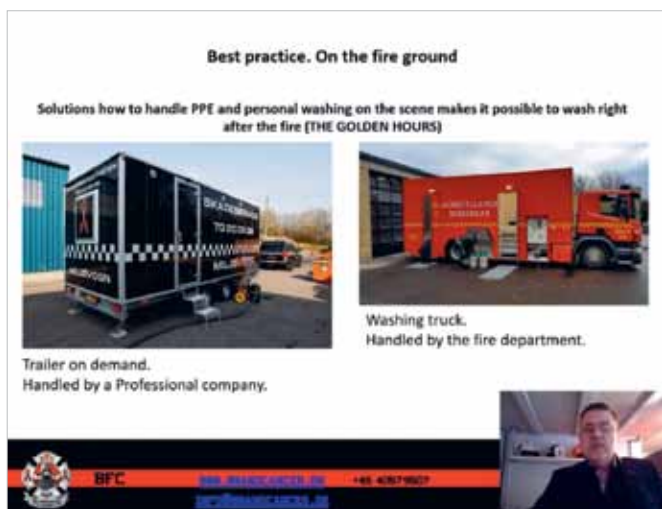 Best practice. On the fire ground
Solutions how to handle PPE and personal washing on the scene makes it possible to wash right
after the fire (THE GOLDEN HOURS)
Trailer on demand.
Handled by a Professional company.
Washing truck.
Handled by the fire department.
BFC